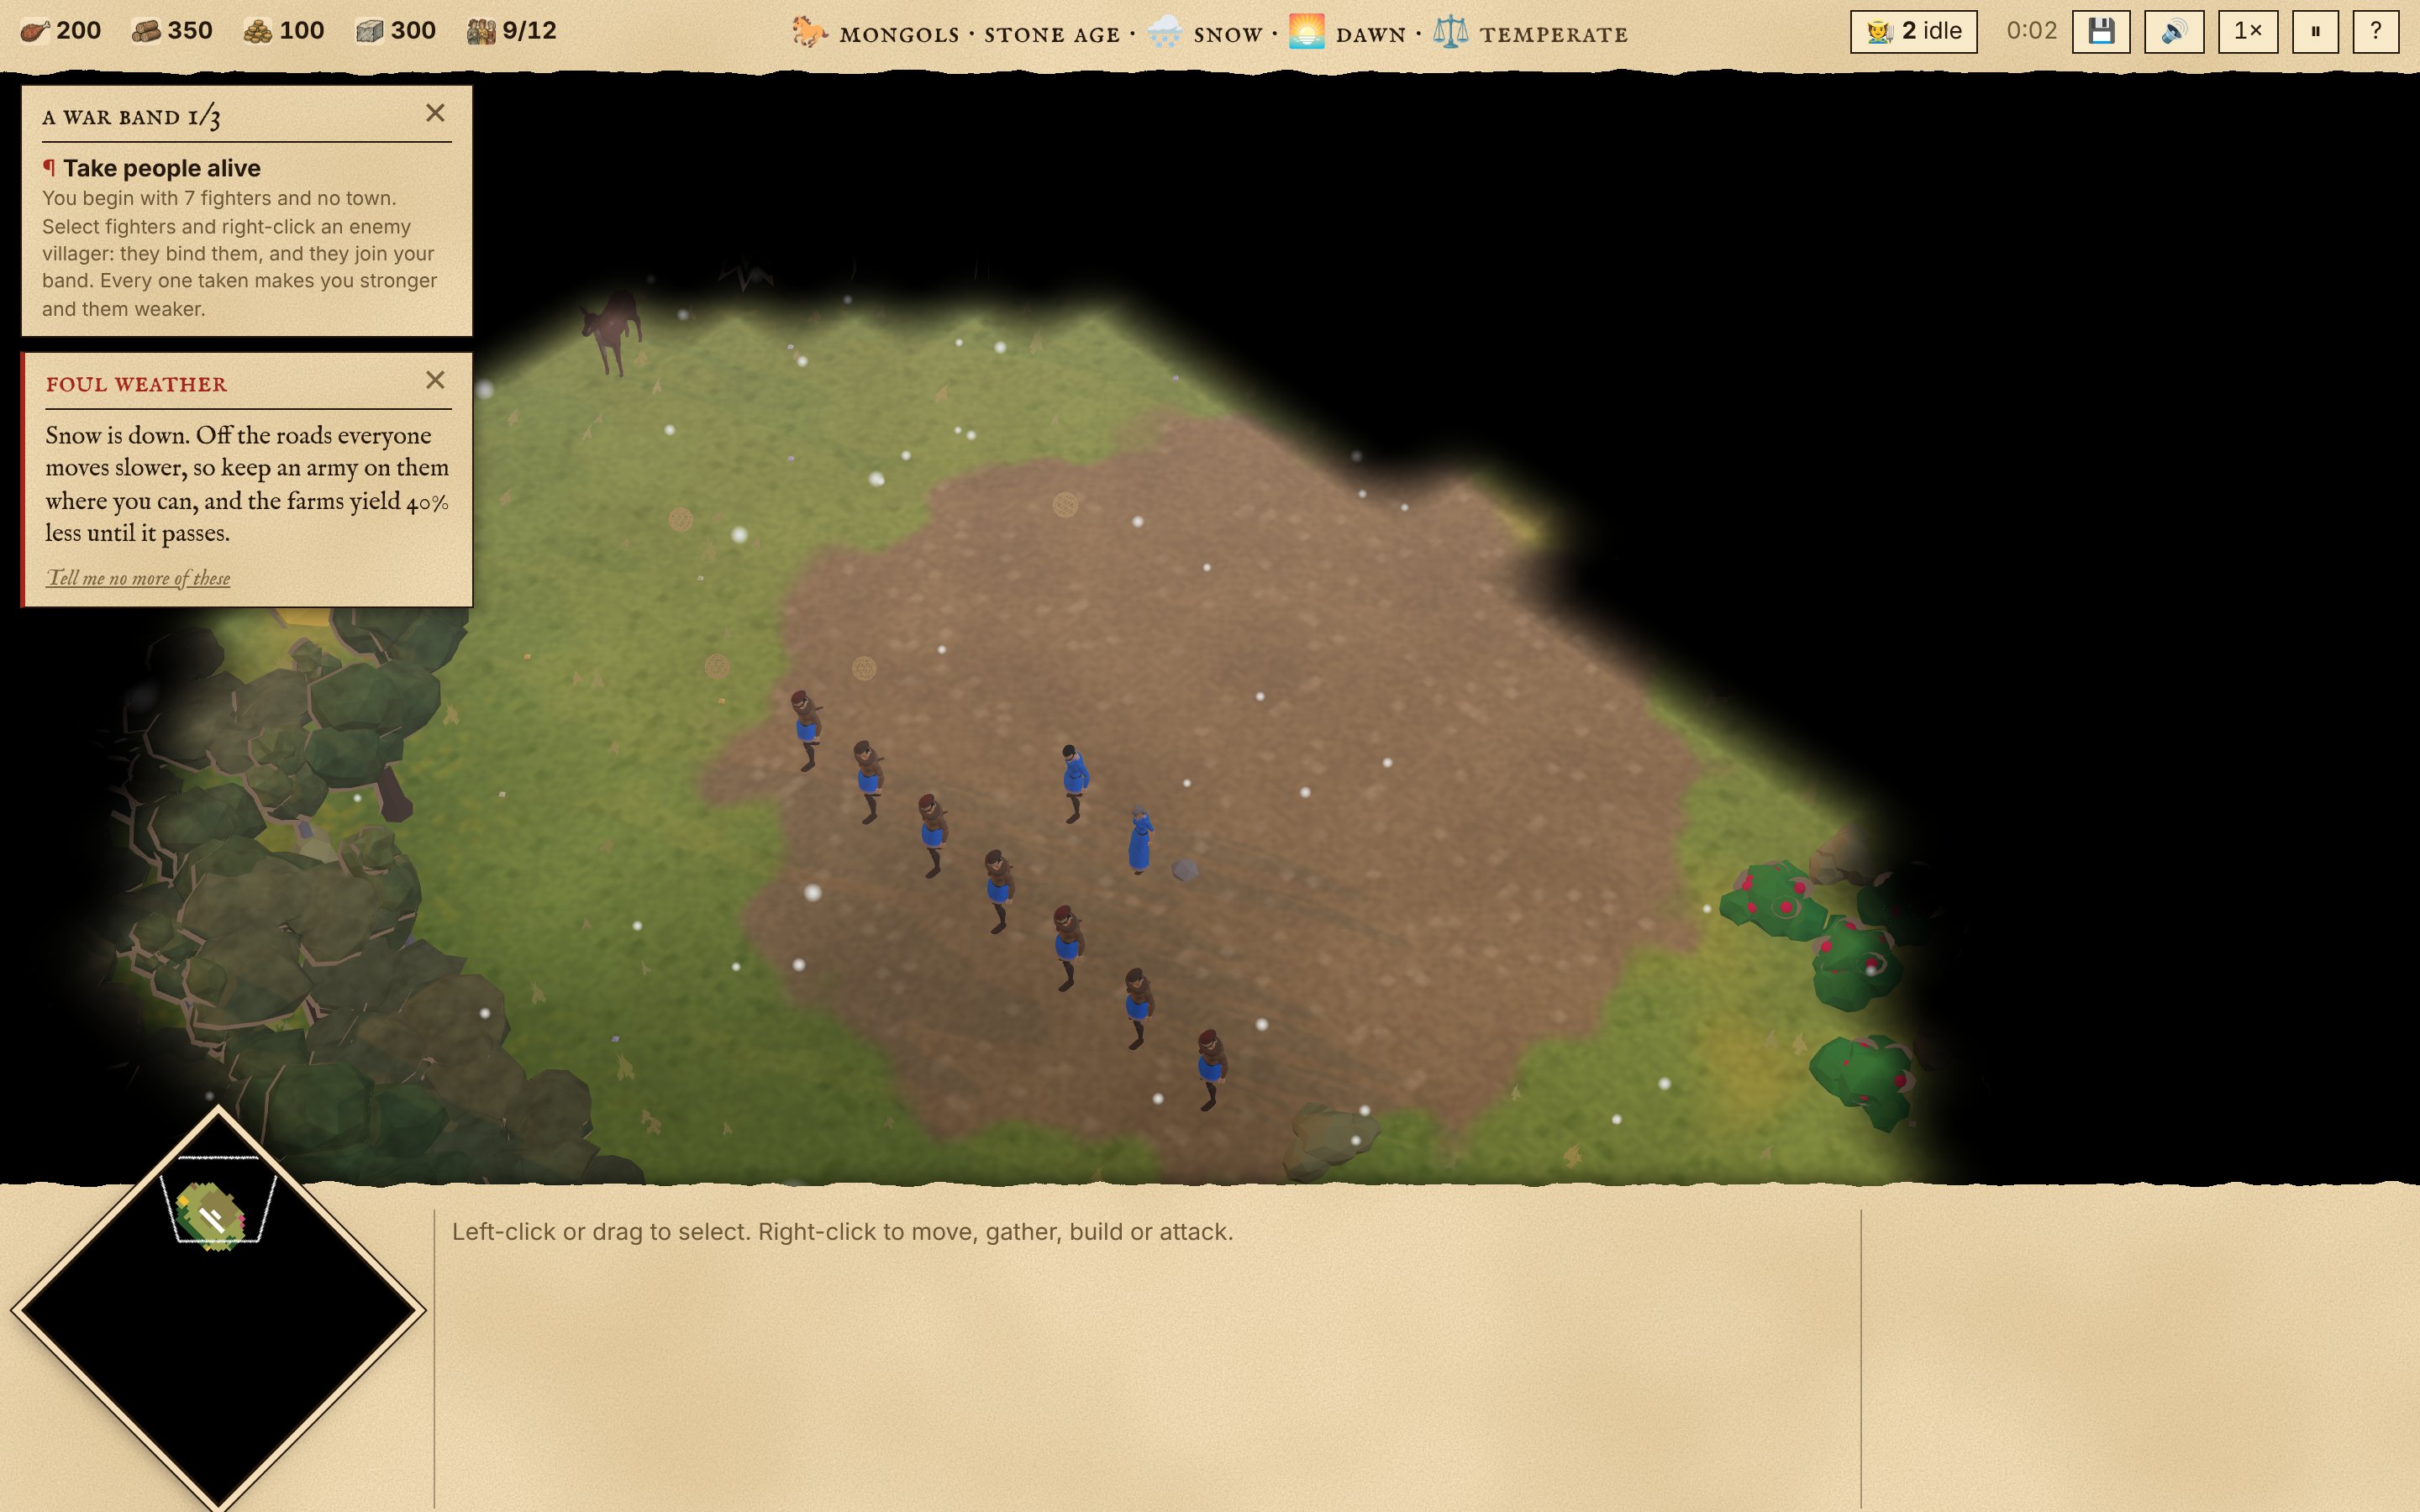 200 350 100 300 9/12
MONGOLS · STONE AGE · SNOW · DAWN · TEMPERATE
2 idle 0:02 1× ?
A WAR BAND 1/3
¶ Take people alive
You begin with 7 fighters and no town.
Select fighters and right-click an enemy
villager: they bind them, and they join your
band. Every one taken makes you stronger
and them weaker.
FOUL WEATHER
Snow is down. Off the roads everyone
moves slower, so keep an army on them
where you can, and the farms yield 40%
less until it passes.
Tell me no more of these
Left-click or drag to select. Right-click to move, gather, build or attack.